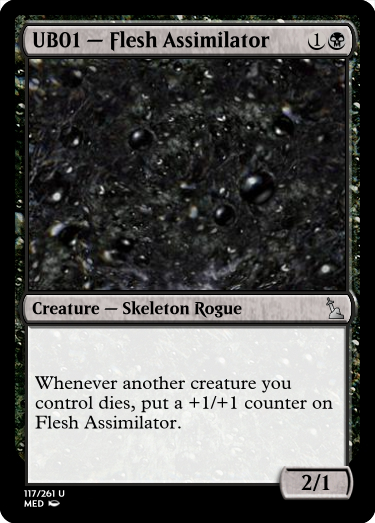 UB01 — Flesh Assimilator 1
Creature — Skeleton Rogue
Whenever another creature you
control dies, put a +1/+1 counter on
Flesh Assimilator.
2/1
117/261 U
MED